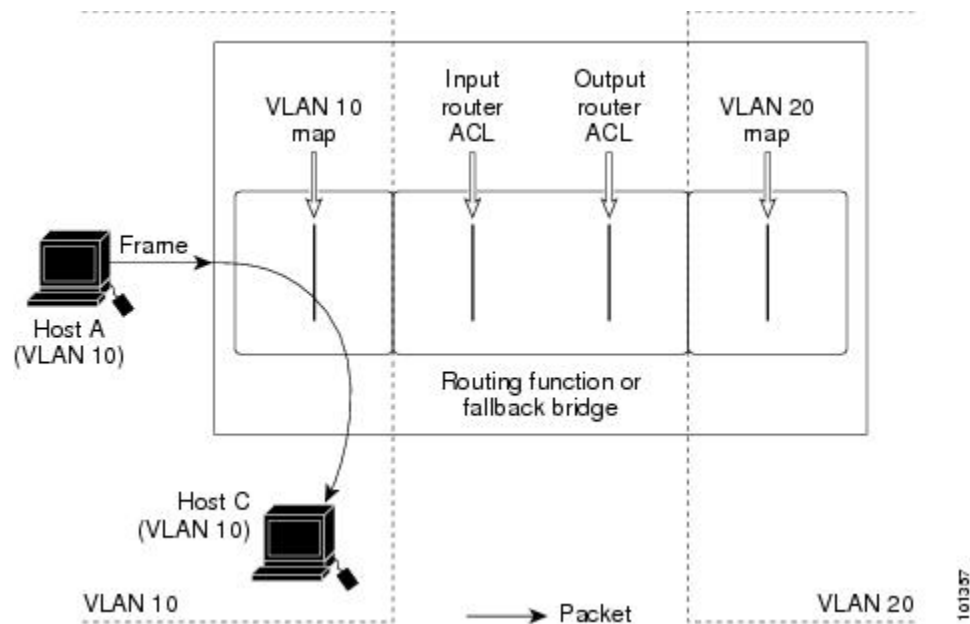 VLAN 10
map
Input
router
ACL
Output
router
ACL
VLAN 20
map
Frame
Host A
(VLAN 10)
Routing function or
fallback bridge
Host C
(VLAN 10)
VLAN 10
Packet
VLAN 20
101357